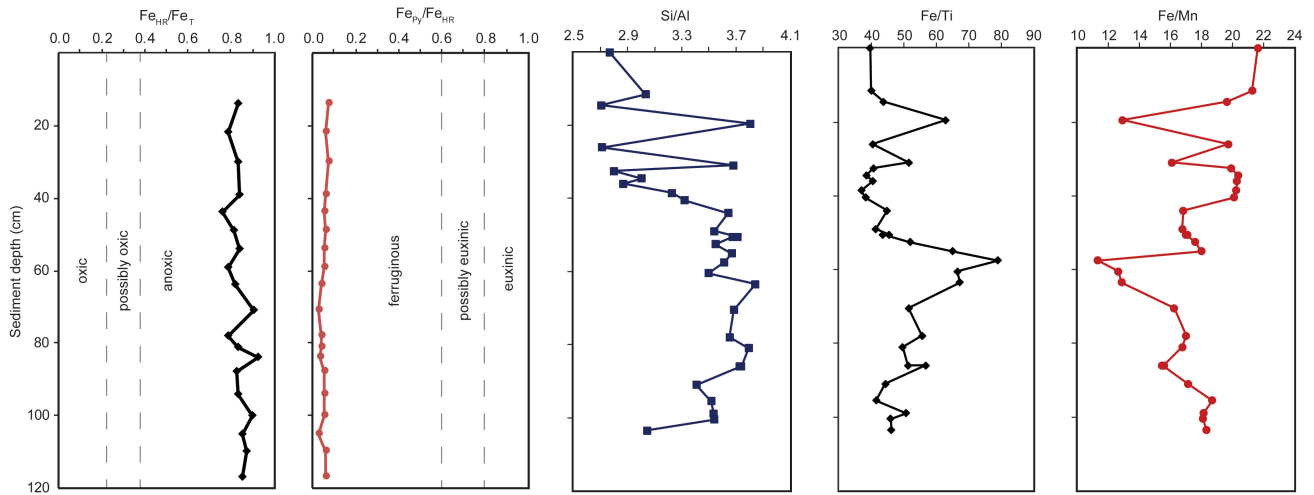 Fe_HR/Fe_T
0.0 0.2 0.4 0.6 0.8 1.0
Fe_Py/Fe_HR
0.0 0.2 0.4 0.6 0.8 1.0
Si/Al
2.5 2.9 3.3 3.7 4.1
Fe/Ti
30 40 50 60 70 80 90
Fe/Mn
10 12 14 16 18 20 22 24
Sediment depth (cm)
20
40
60
80
100
120
oxic
possibly oxic
anoxic
ferruginous
possibly euxinic
euxinic